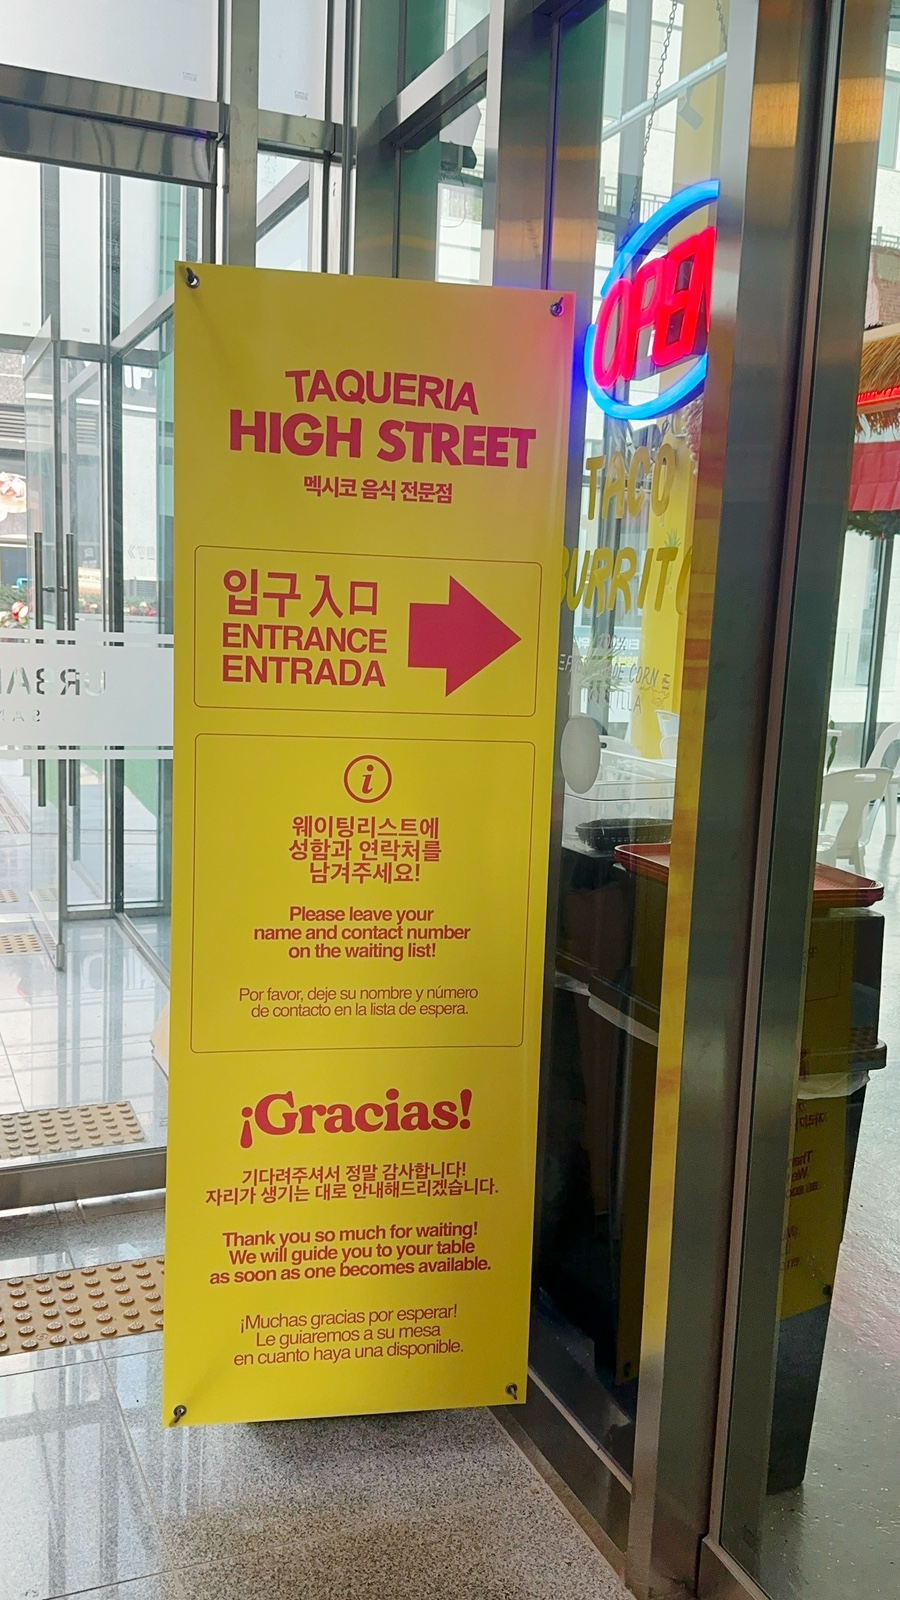 TAQUERIA
HIGH STREET
멕시코 음식 전문점
입구 入口
ENTRANCE
ENTRADA
i
웨이팅리스트에
성함과 연락처를
남겨주세요!
Please leave your
name and contact number
on the waiting list!
Por favor, deje su nombre y número
de contacto en la lista de espera.
¡Gracias!
기다려주셔서 정말 감사합니다!
자리가 생기는 대로 안내해드리겠습니다.
Thank you so much for waiting!
We will guide you to your table
as soon as one becomes available.
¡Muchas gracias por esperar!
Le guiaremos a su mesa
en cuanto haya una disponible.
OPEN
TACO
BURRITO
CORN